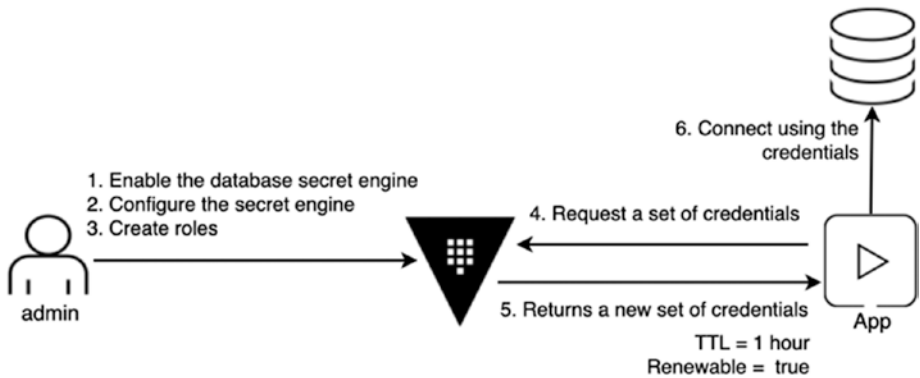 6. Connect using the
credentials
1. Enable the database secret engine
2. Configure the secret engine
3. Create roles
4. Request a set of credentials
admin
5. Returns a new set of credentials
App
TTL = 1 hour
Renewable = true